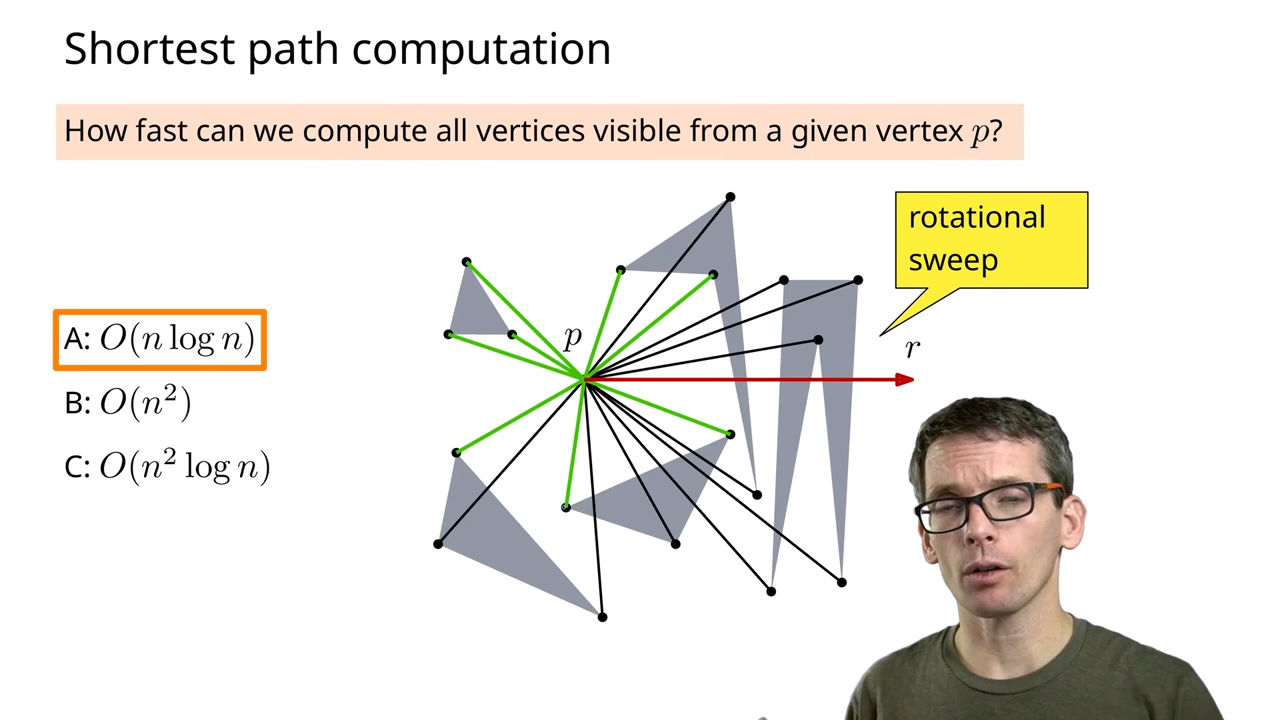 Shortest path computation
How fast can we compute all vertices visible from a given vertex p?
rotational
sweep
p
r
A: O(n log n)
B: O(n²)
C: O(n² log n)